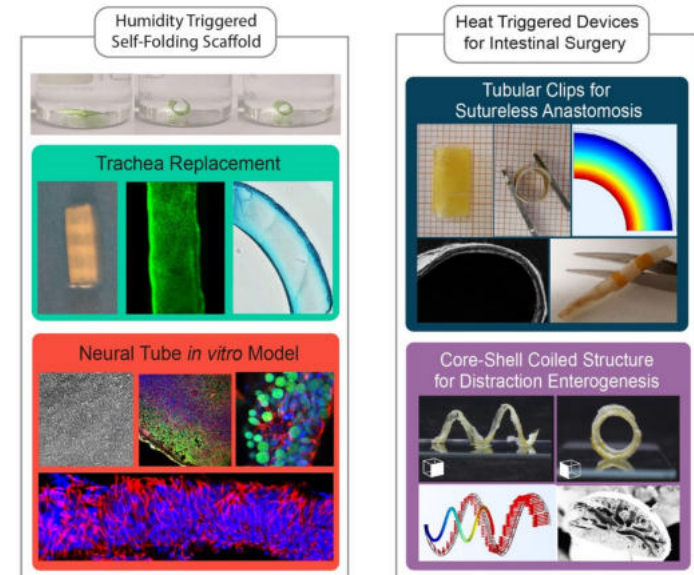 Humidity Triggered
Self-Folding Scaffold
Trachea Replacement
Neural Tube in vitro Model
Heat Triggered Devices
for Intestinal Surgery
Tubular Clips for
Sutureless Anastomosis
Core-Shell Coiled Structure
for Distraction Enterogenesis